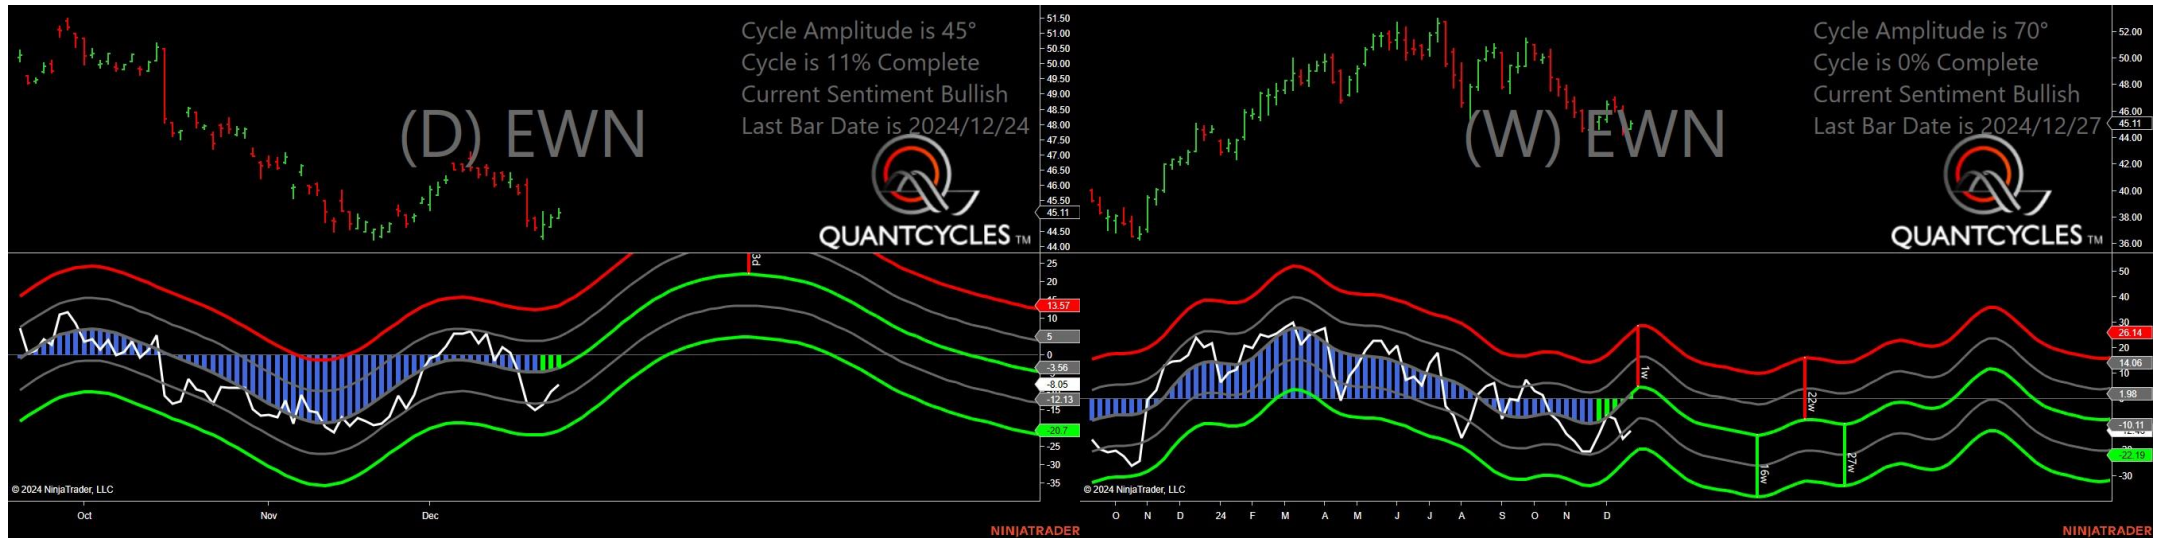 Cycle Amplitude is 45°
Cycle is 11% Complete
Current Sentiment Bullish
Last Bar Date is 2024/12/24
(D) EWN
QUANTCYCLES TM
51.50
51.00
50.50
50.00
49.50
49.00
48.50
48.00
47.50
47.00
46.50
46.00
45.50
45.11
44.50
44.00
25
20
13.57
10
5
0
-3.56
-8.05
-12.13
-15
-20.7
-25
-30
-35
© 2024 NinjaTrader, LLC
Oct Nov Dec
NINJATRADER
Cycle Amplitude is 70°
Cycle is 0% Complete
Current Sentiment Bullish
Last Bar Date is 2024/12/27
(W) EWN
QUANTCYCLES TM
52.00
50.00
48.00
46.00
45.11
44.00
42.00
40.00
38.00
36.00
50
40
30
26.14
20
14.06
10
1.98
-10.11
-22.19
-30
1w
22w
16w
27w
© 2024 NinjaTrader, LLC
O N D 24 F M A M J J A S O N D
NINJATRADER